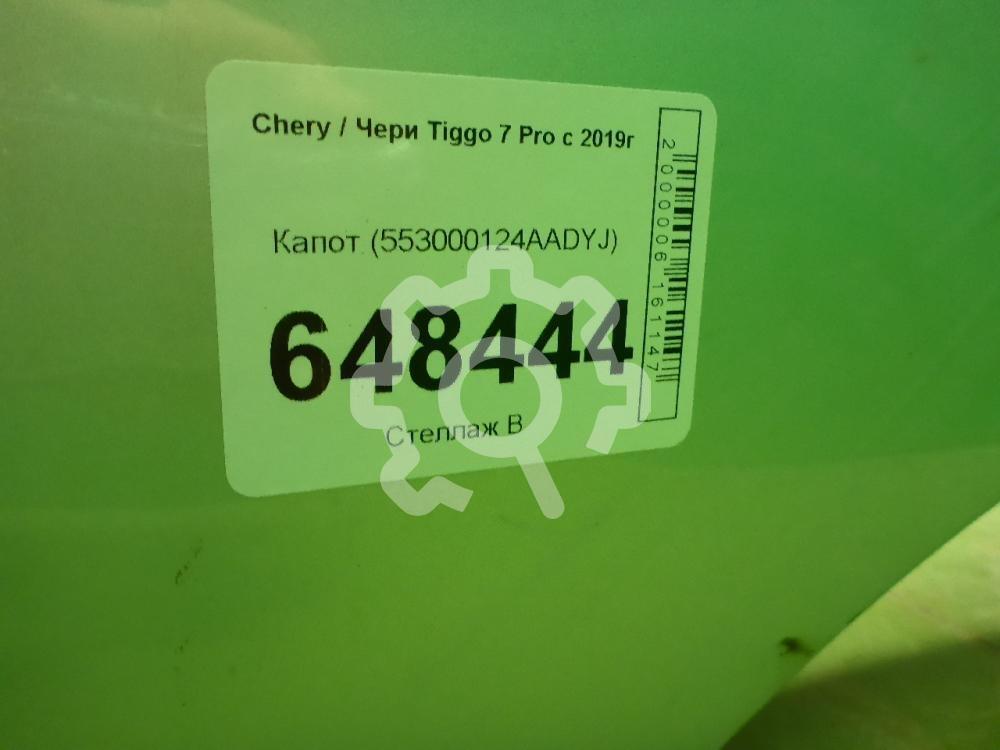 Chery / Чери Tiggo 7 Pro с 2019г
Капот (553000124AADYJ)
648444
Стеллаж В
2000006161147